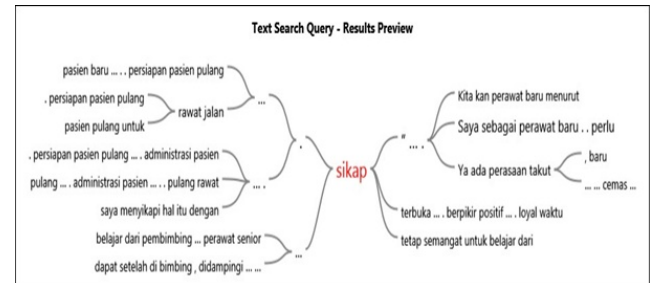 Text Search Query - Results Preview
pasien baru ... . . persiapan pasien pulang
...
. persiapan pasien pulang
rawat jalan
pasien pulang untuk
.
. persiapan pasien pulang ... . administrasi pasien
pulang ... . administrasi pasien ... . . pulang rawat
... .
saya menyikapi hal itu dengan
belajar dari pembimbing ... perawat senior
...
dapat setelah di bimbing , didampingi ... ...
sikap
" ... .
Kita kan perawat baru menurut
Saya sebagai perawat baru . . perlu
Ya ada perasaan takut
, baru
... ... cemas ...
terbuka ... . berpikir positif ... . loyal waktu
tetap semangat untuk belajar dari